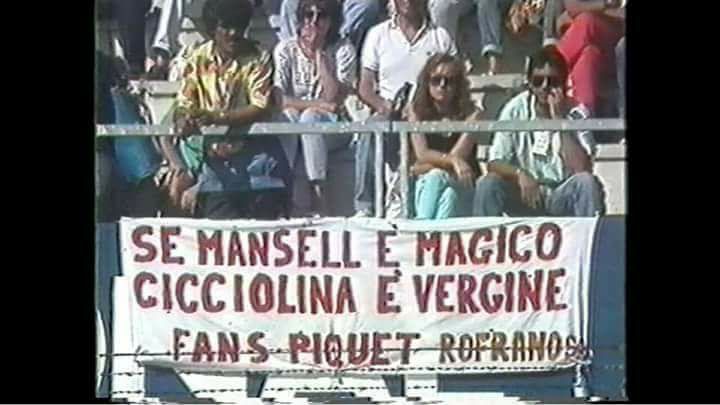 SE MANSELL E MAGICO
CICCIOLINA E VERGINE
FANS PIQUET ROFRANO